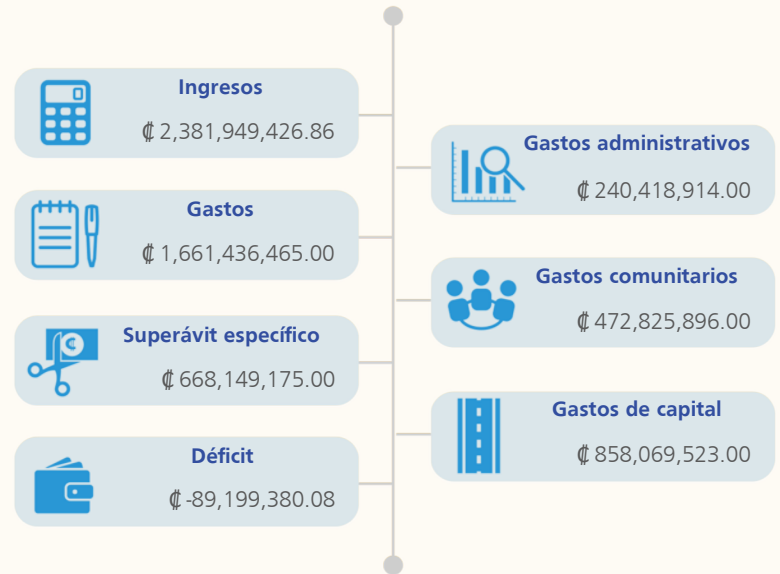 Ingresos
₡ 2,381,949,426.86
Gastos
₡ 1,661,436,465.00
Superávit específico
₡ 668,149,175.00
Déficit
₡ -89,199,380.08
Gastos administrativos
₡ 240,418,914.00
Gastos comunitarios
₡ 472,825,896.00
Gastos de capital
₡ 858,069,523.00